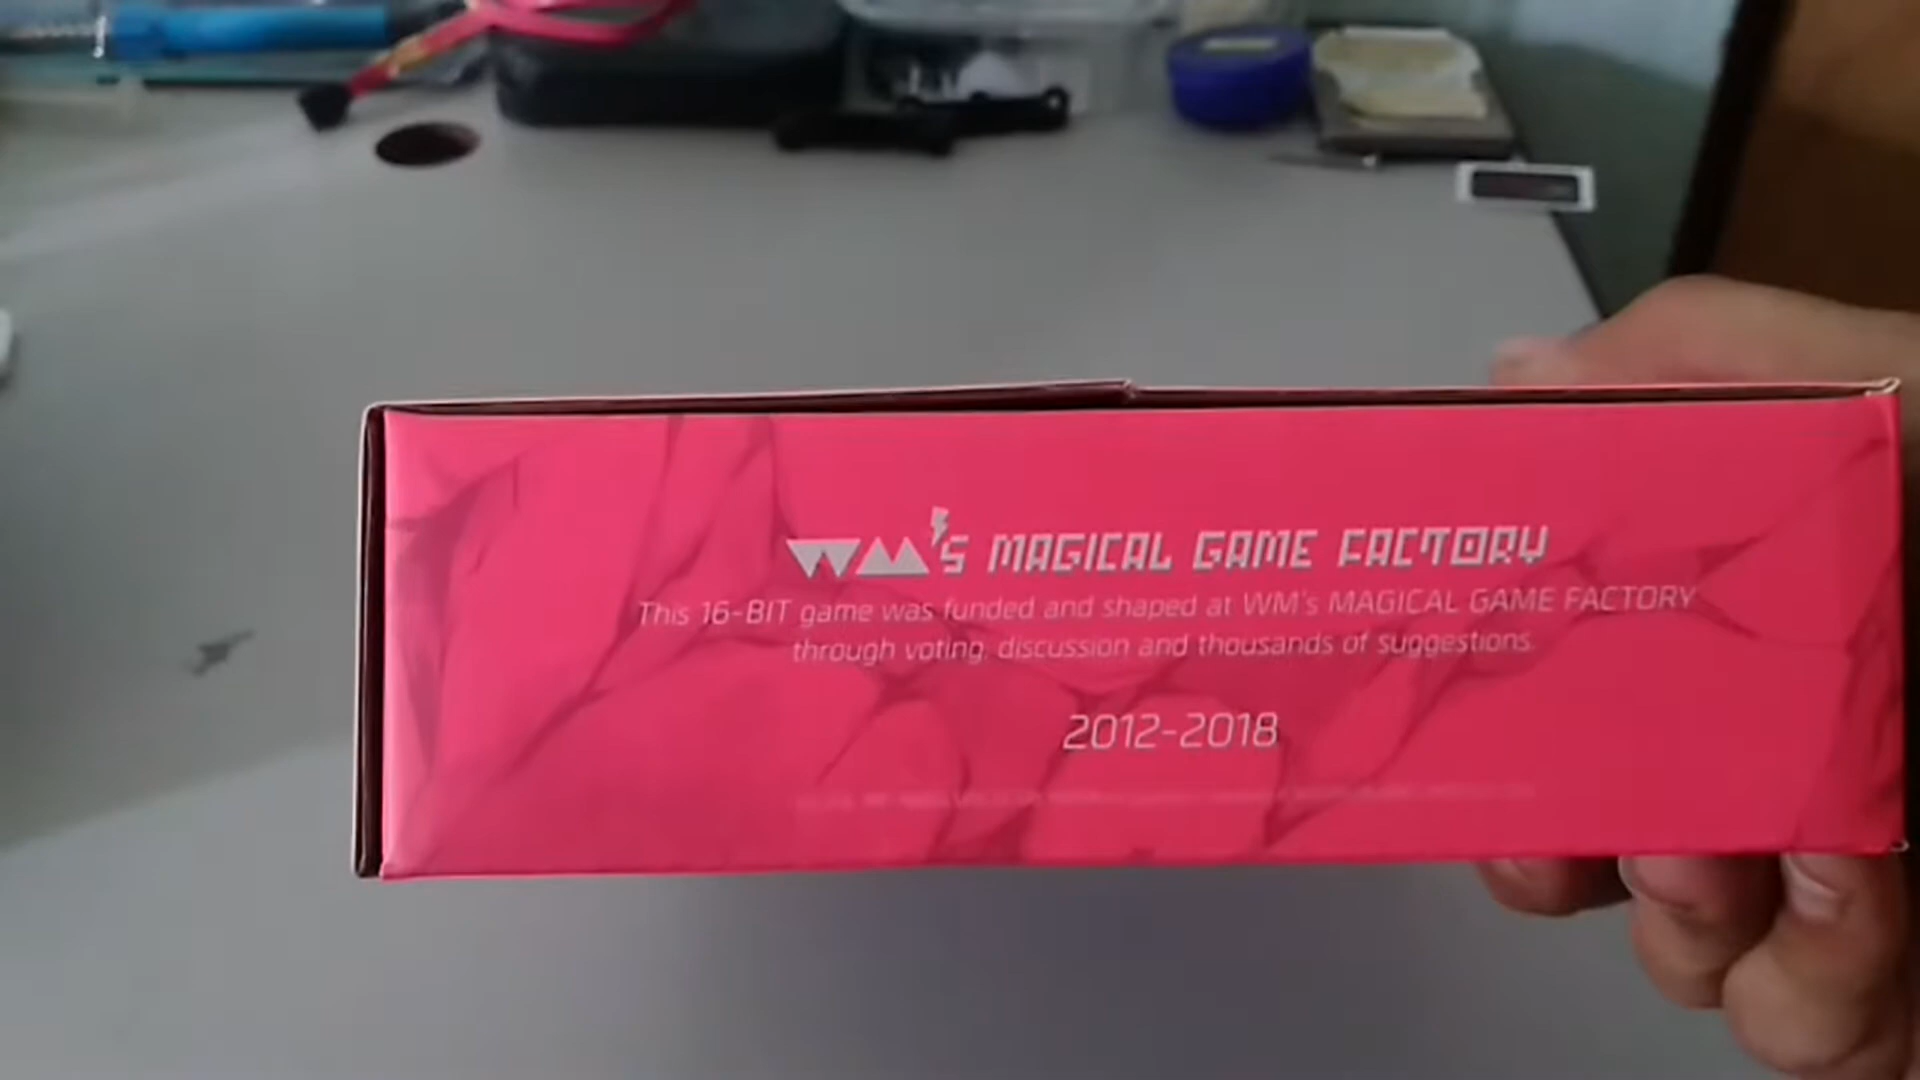 WM's MAGICAL GAME FACTORY
This 16-BIT game was funded and shaped at WM's MAGICAL GAME FACTORY
through voting, discussion and thousands of suggestions.
2012-2018